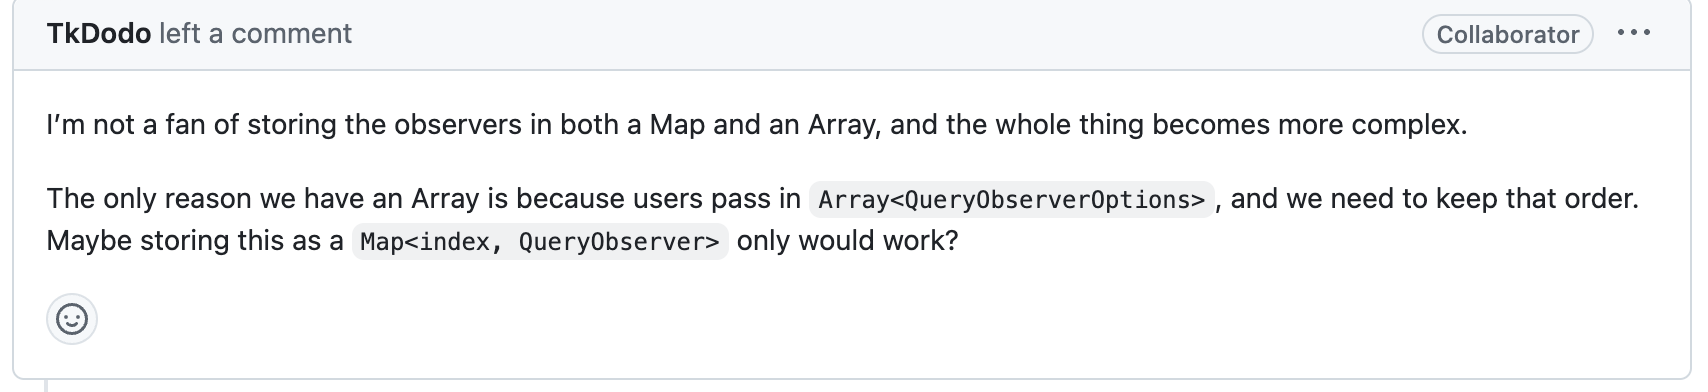 TkDodo left a comment
Collaborator
I’m not a fan of storing the observers in both a Map and an Array, and the whole thing becomes more complex.
The only reason we have an Array is because users pass in Array<QueryObserverOptions>, and we need to keep that order.
Maybe storing this as a Map<index, QueryObserver> only would work?